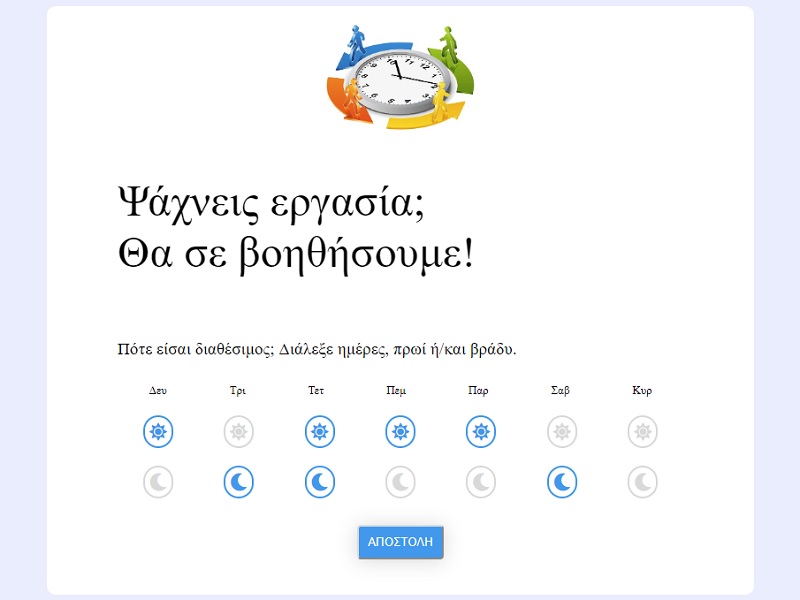 Ψάχνεις εργασία;
Θα σε βοηθήσουμε!
Πότε είσαι διαθέσιμος; Διάλεξε ημέρες, πρωί ή/και βράδυ.
Δευ Τρι Τετ Πεμ Παρ Σαβ Κυρ
ΑΠΟΣΤΟΛΗ